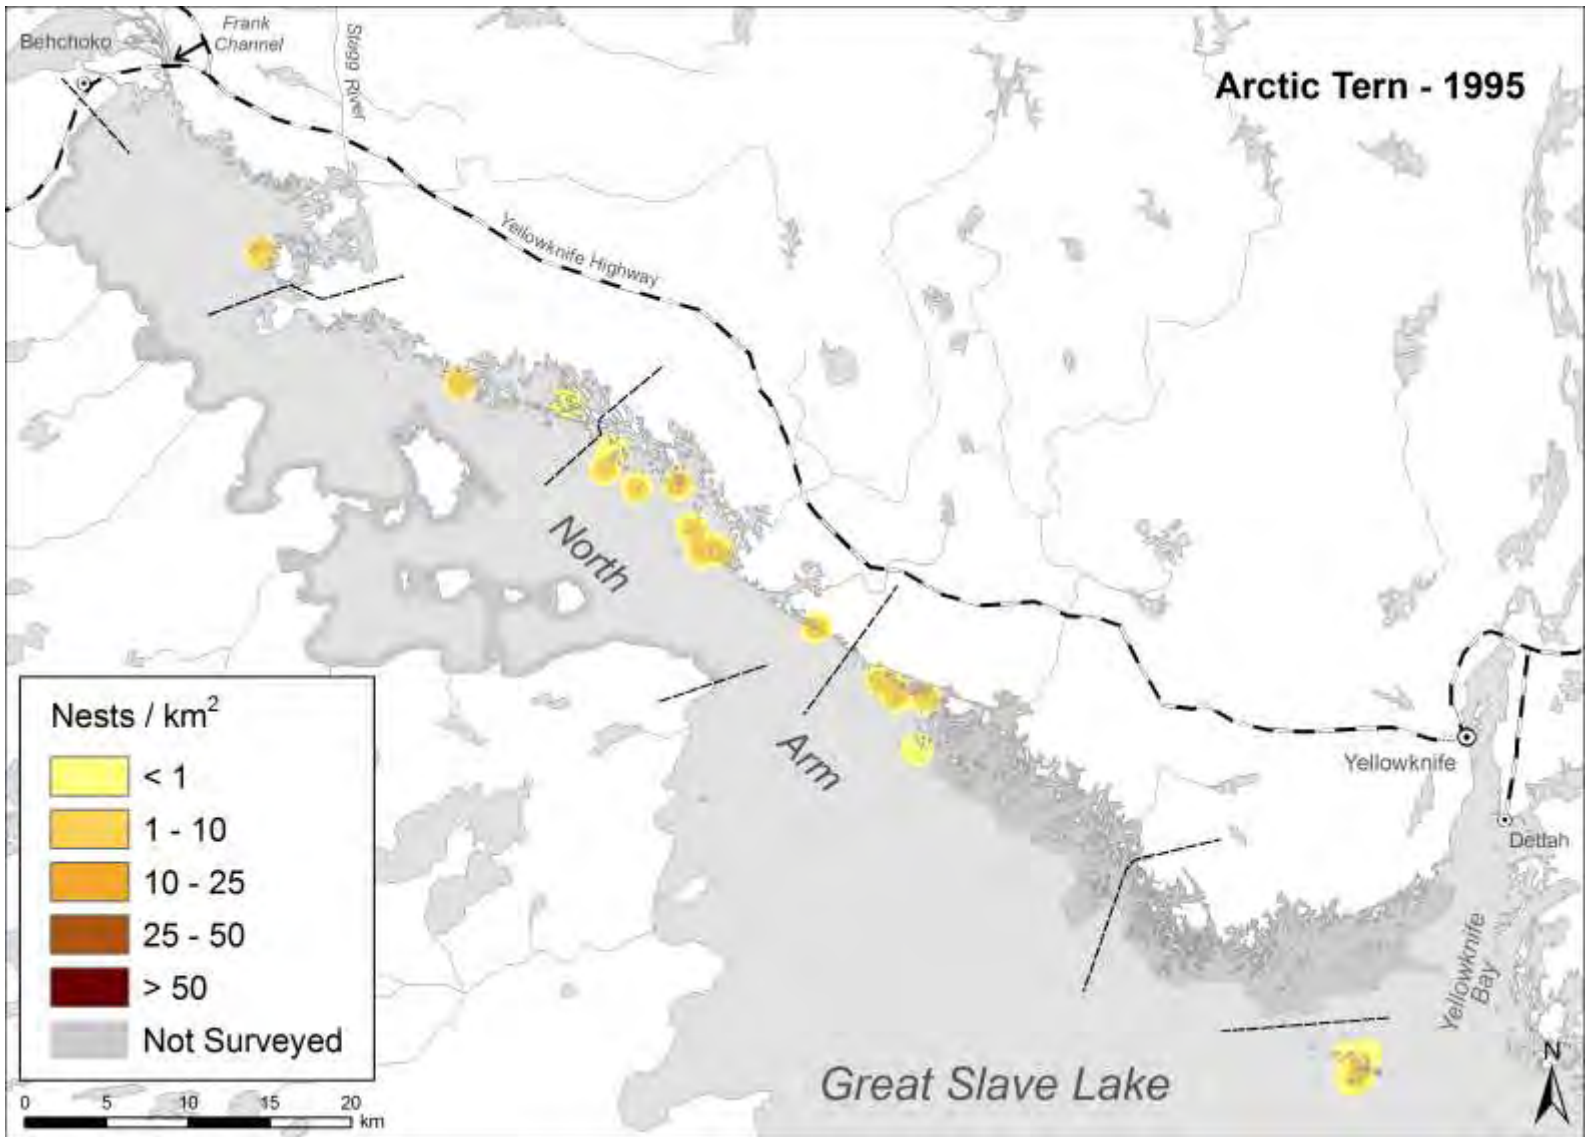 Behchoko
Frank
Channel
Stagg River
Arctic Tern - 1995
Yellowknife Highway
North
Arm
Yellowknife
Dettah
Yellowknife
Bay
Great Slave Lake
N
Nests / km²
< 1
1 - 10
10 - 25
25 - 50
> 50
Not Surveyed
0 5 10 15 20
km